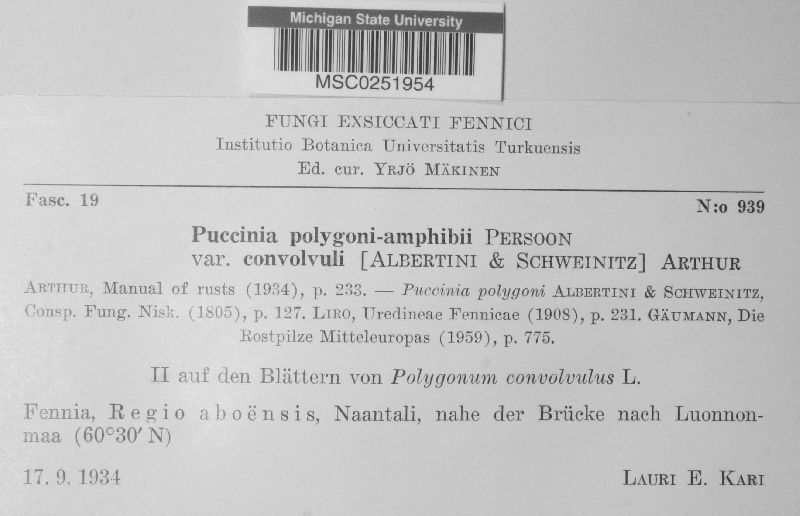 Michigan State University
MSC0251954
FUNGI EXSICCATI FENNICI
Institutio Botanica Universitatis Turkuensis
Ed. cur. YRJÖ MÄKINEN
Fasc. 19
N:o 939
Puccinia polygoni-amphibii PERSOON
var. convolvuli [ALBERTINI & SCHWEINITZ] ARTHUR
ARTHUR, Manual of rusts (1934), p. 233. — Puccinia polygoni ALBERTINI & SCHWEINITZ,
Consp. Fung. Nisk. (1805), p. 127. LIRO, Uredineae Fennicae (1908), p. 231. GÄUMANN, Die
Rostpilze Mitteleuropas (1959), p. 775.
II auf den Blättern von Polygonum convolvulus L.
Fennia, Regio aboënsis, Naantali, nahe der Brücke nach Luonnon-
maa (60°30′ N)
17. 9. 1934
LAURI E. KARI